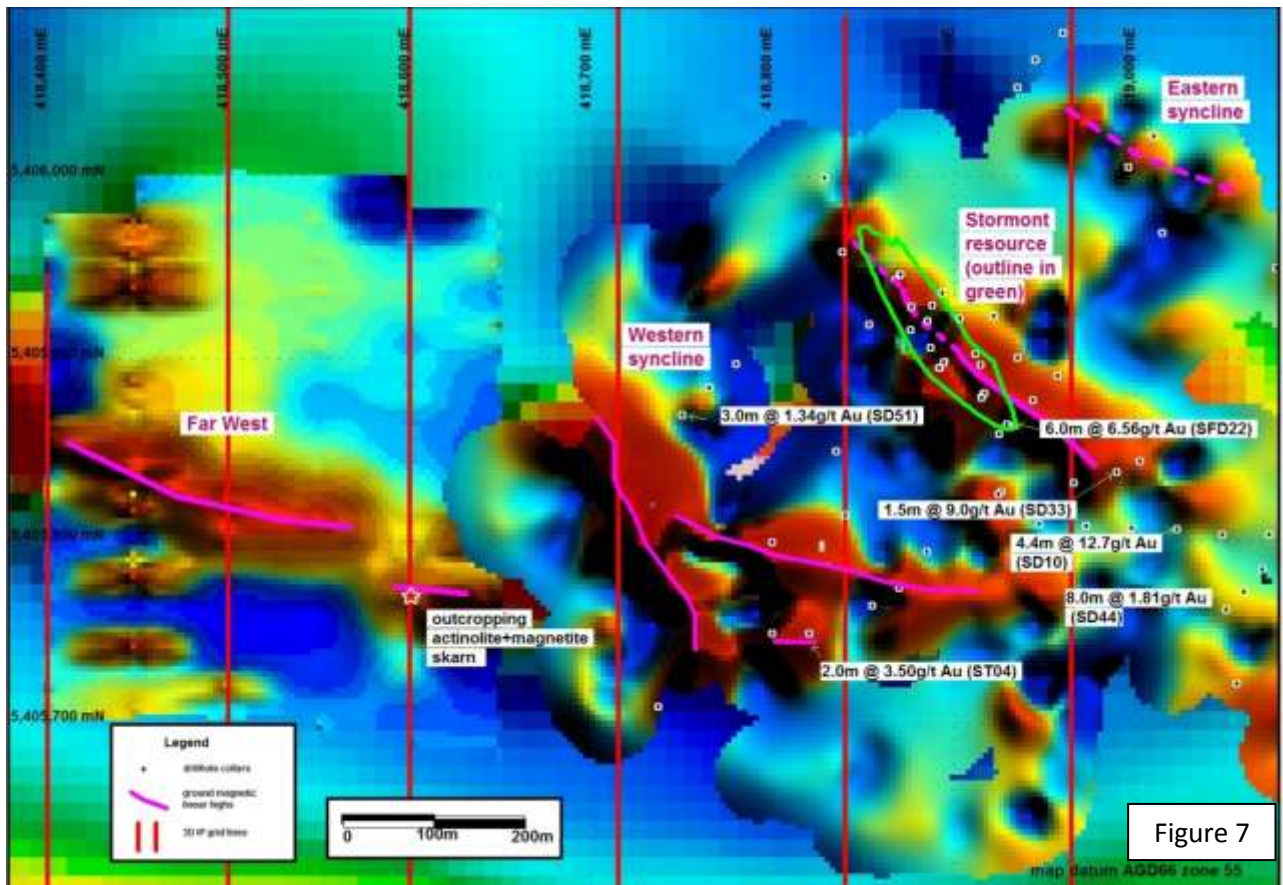 418,400 mE
418,500 mE
418,600 mE
418,700 mE
418,800 mE
Eastern
syncline
5,406,000 mN
Stormont
resource
(outline in
green)
Western
syncline
Far West
3.0m @ 1.34g/t Au (SD51)
6.0m @ 6.56g/t Au (SFD22)
1.5m @ 9.0g/t Au (SD33)
4.4m @ 12.7g/t Au
(SD10)
8.0m @ 1.81g/t Au
(SD44)
outcropping
actinolite+magnetite
skarn
2.0m @ 3.50g/t Au (ST04)
5,405,700 mN
Legend
drillhole collars
ground magnetic
linear highs
3D IP grid lines
0
100m
200m
Figure 7
map datum AGD66 zone 55